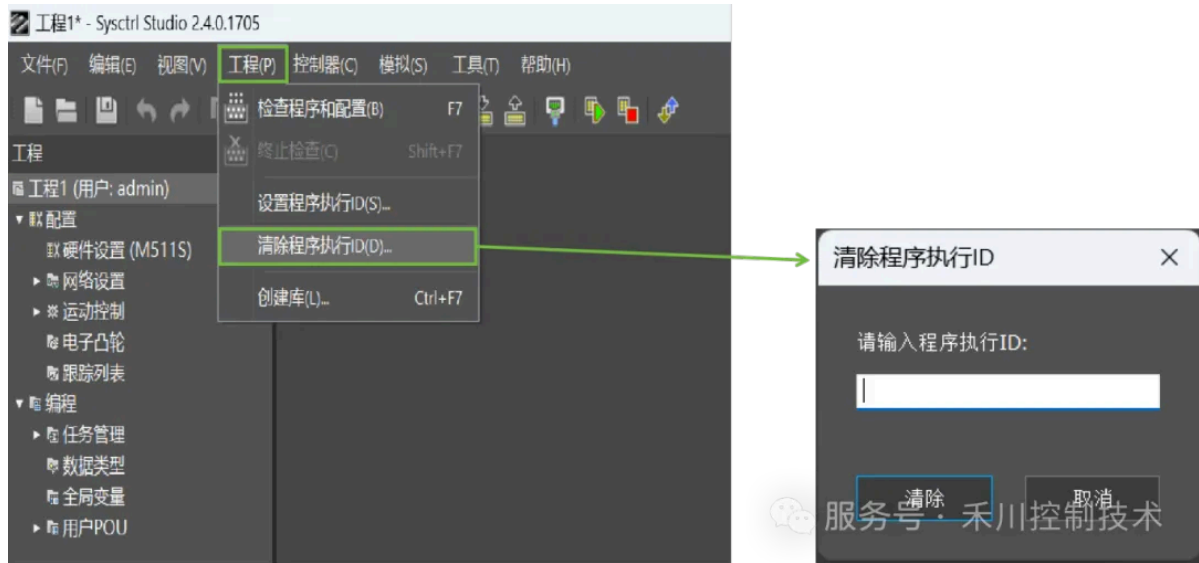 工程1* - Sysctrl Studio 2.4.0.1705
文件(F) 编辑(E) 视图(V) 工程(P) 控制器(C) 模拟(S) 工具(T) 帮助(H)
检查程序和配置(B) F7
终止检查(C) Shift+F7
设置程序执行ID(S)...
清除程序执行ID(D)...
创建库(L)... Ctrl+F7
工程
工程1 (用户: admin)
配置
硬件设置 (M511S)
网络设置
运动控制
电子凸轮
跟踪列表
编程
任务管理
数据类型
全局变量
用户POU
清除程序执行ID
请输入程序执行ID:
清除 取消
服务号 · 禾川控制技术